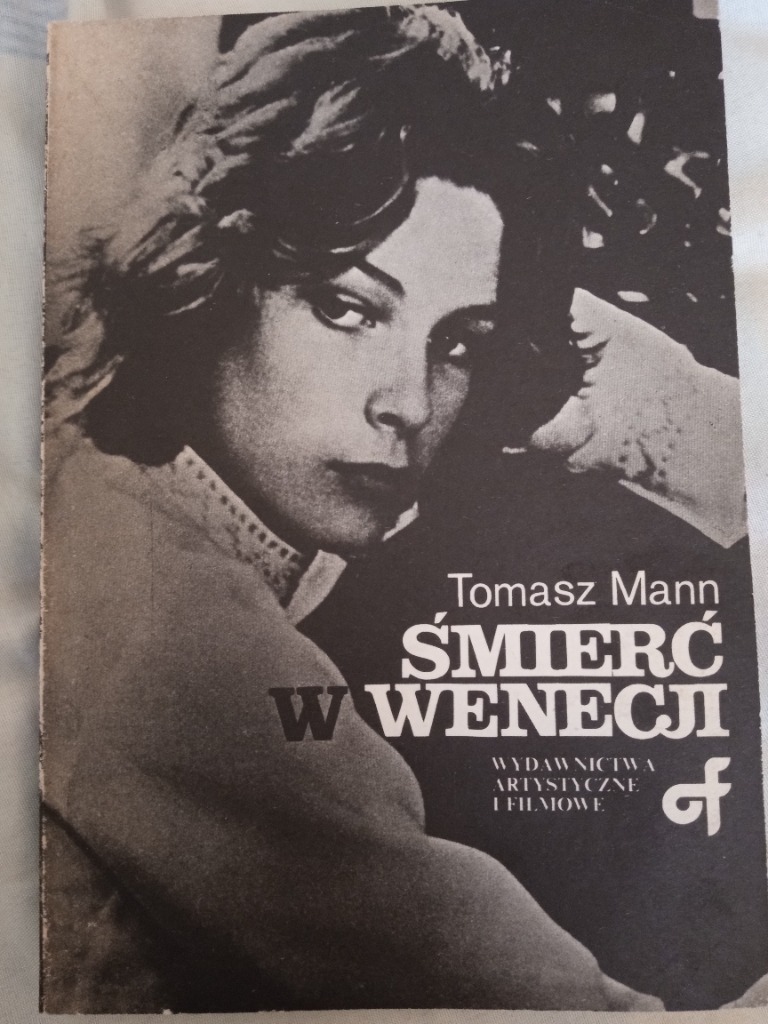 Tomasz Mann
ŚMIERĆ
W WENECJI
WYDAWNICTWA
ARTYSTYCZNE
I FILMOWE